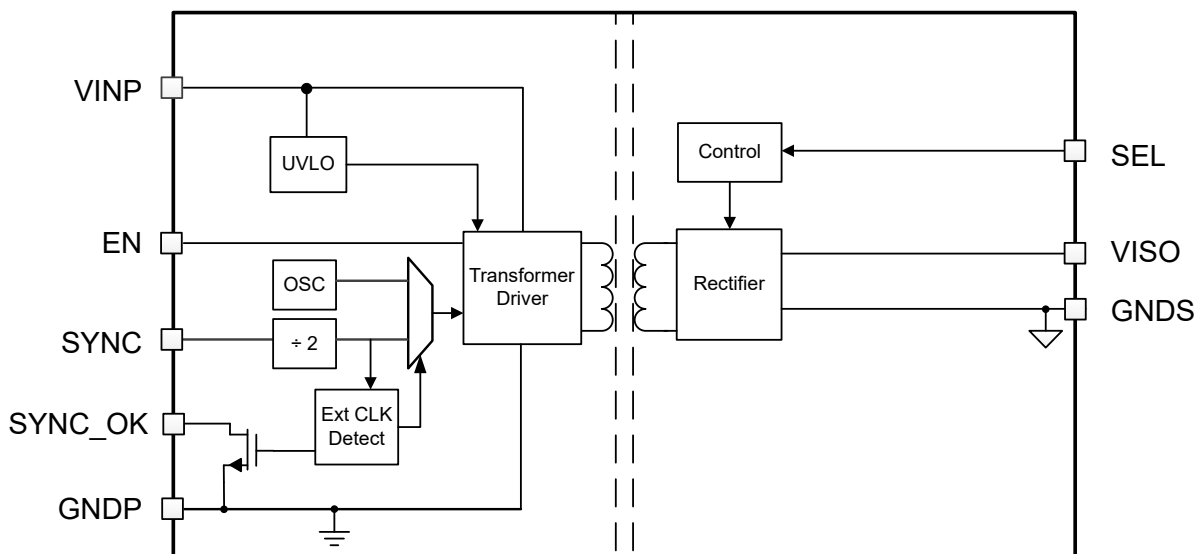 VINP
UVLO
Control
SEL
EN
Transformer
Driver
Rectifier
VISO
OSC
GNDS
SYNC
÷ 2
SYNC_OK
Ext CLK
Detect
GNDP